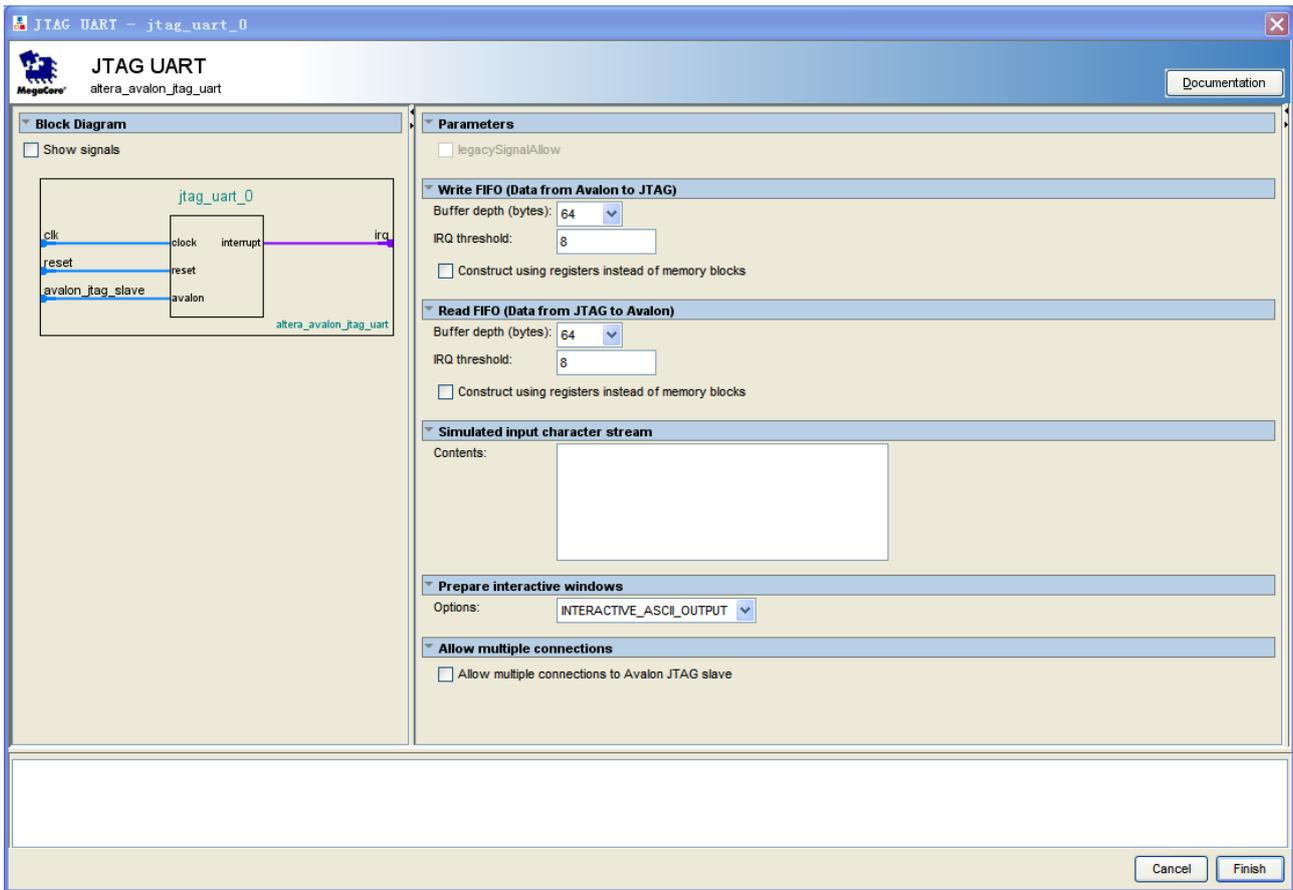 JTAG UART - jtag_uart_0
MegaCore®
JTAG UART
altera_avalon_jtag_uart
Documentation
Block Diagram
Show signals
jtag_uart_0
clk
clock
interrupt
irq
reset
reset
avalon_jtag_slave
avalon
altera_avalon_jtag_uart
Parameters
legacySignalAllow
Write FIFO (Data from Avalon to JTAG)
Buffer depth (bytes): 64
IRQ threshold: 8
Construct using registers instead of memory blocks
Read FIFO (Data from JTAG to Avalon)
Buffer depth (bytes): 64
IRQ threshold: 8
Construct using registers instead of memory blocks
Simulated input character stream
Contents:
Prepare interactive windows
Options: INTERACTIVE_ASCII_OUTPUT
Allow multiple connections
Allow multiple connections to Avalon JTAG slave
Cancel Finish